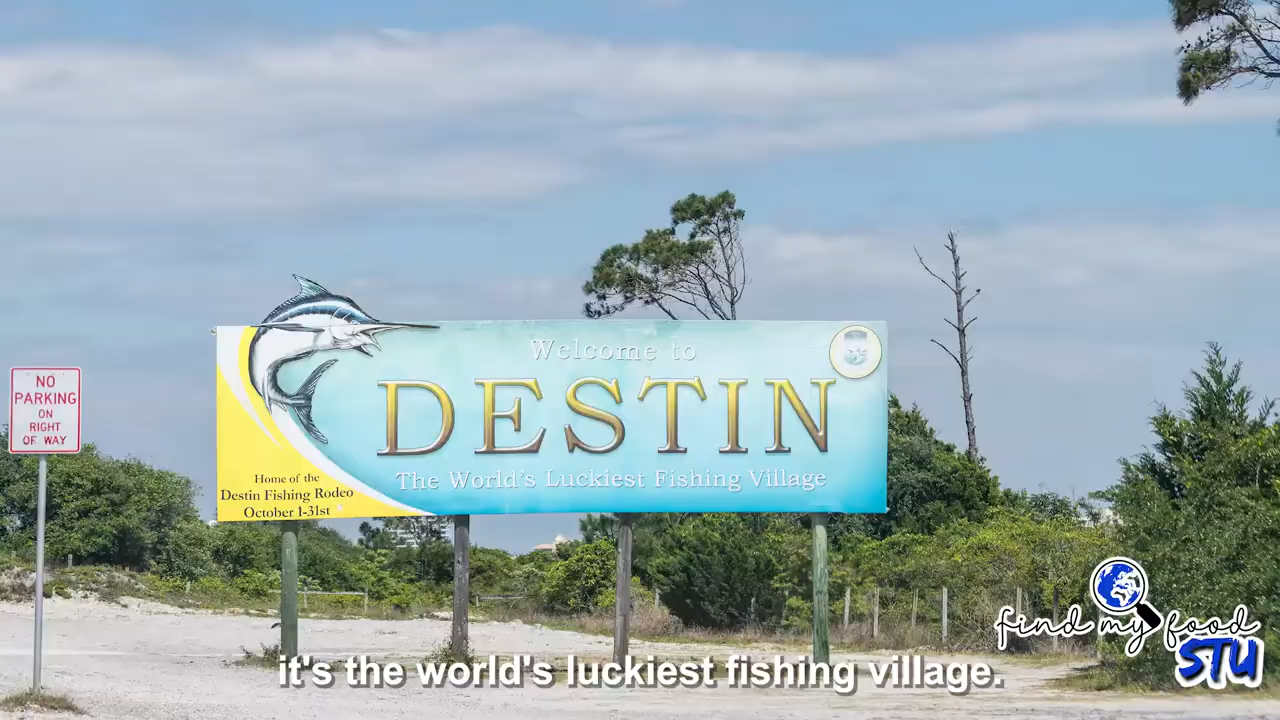 Welcome to
DESTIN
The World's Luckiest Fishing Village
Home of the
Destin Fishing Rodeo
October 1-31st
NO
PARKING
ON
RIGHT
OF WAY
find my food
STU
it's the world's luckiest fishing village.